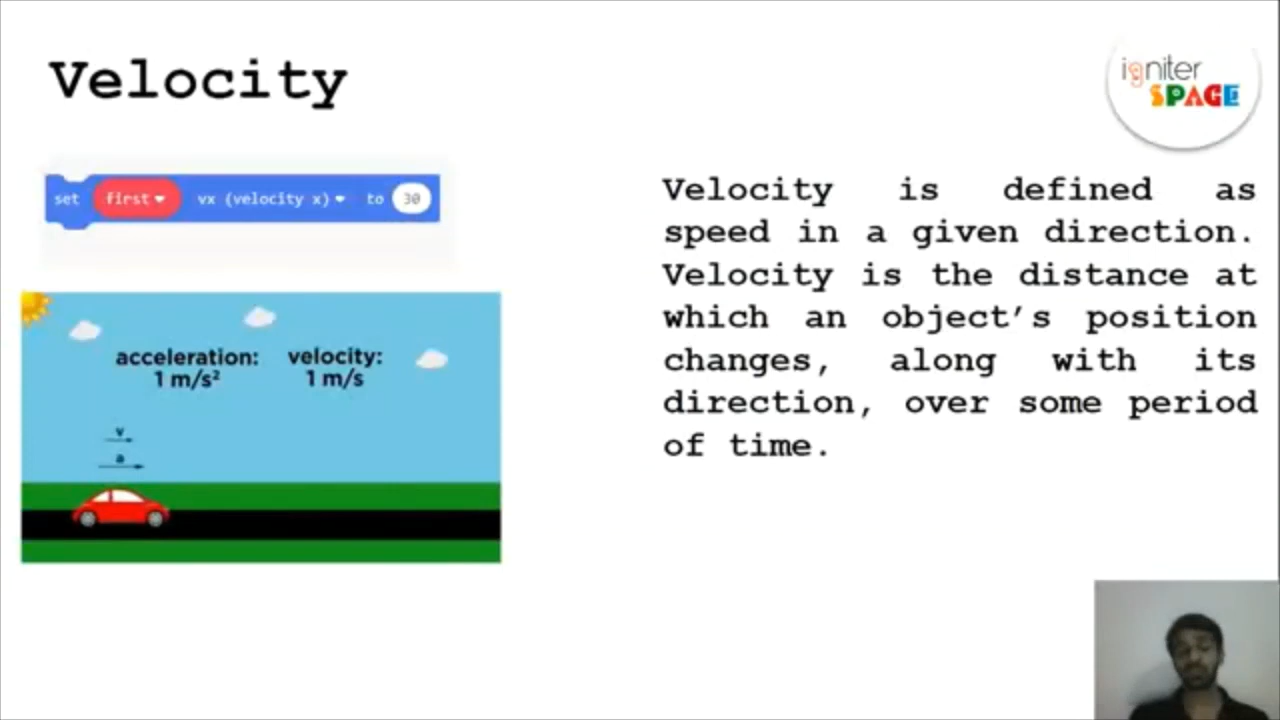 Velocity
igniter
SPACE
set first vx (velocity x) to 30
Velocity is defined as
speed in a given direction.
Velocity is the distance at
which an object’s position
changes, along with its
direction, over some period
of time.
acceleration: velocity:
1 m/s² 1 m/s
v
a